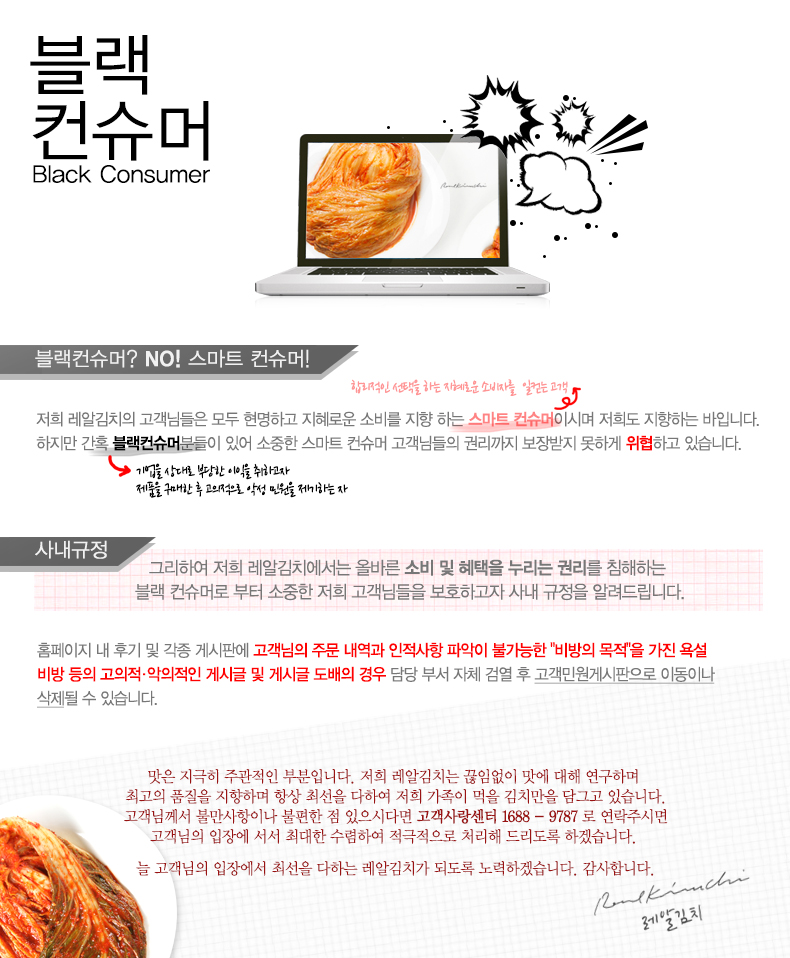 블랙
컨슈머
Black Consumer
RealKimchi
블랙컨슈머? NO! 스마트 컨슈머!
합리적인 선택을 하는 지혜로운 소비자를 일컫는 고객
저희 레알김치의 고객님들은 모두 현명하고 지혜로운 소비를 지향 하는 스마트 컨슈머이시며 저희도 지향하는 바입니다.
하지만 간혹 블랙컨슈머분들이 있어 소중한 스마트 컨슈머 고객님들의 권리까지 보장받지 못하게 위협하고 있습니다.
기업을 상대로 부당한 이익을 취하고자
제품을 구매한 후 고의적으로 악성 민원을 제기하는 자
사내규정
그리하여 저희 레알김치에서는 올바른 소비 및 혜택을 누리는 권리를 침해하는
블랙 컨슈머로 부터 소중한 저희 고객님들을 보호하고자 사내 규정을 알려드립니다.
홈페이지 내 후기 및 각종 게시판에 고객님의 주문 내역과 인적사항 파악이 불가능한 "비방의 목적"을 가진 욕설
비방 등의 고의적·악의적인 게시글 및 게시글 도배의 경우 담당 부서 자체 검열 후 고객민원게시판으로 이동이나
삭제될 수 있습니다.
맛은 지극히 주관적인 부분입니다. 저희 레알김치는 끊임없이 맛에 대해 연구하며
최고의 품질을 지향하며 항상 최선을 다하여 저희 가족이 먹을 김치만을 담그고 있습니다.
고객님께서 불만사항이나 불편한 점 있으시다면 고객사랑센터 1688 - 9787 로 연락주시면
고객님의 입장에 서서 최대한 수렴하여 적극적으로 처리해 드리도록 하겠습니다.
늘 고객님의 입장에서 최선을 다하는 레알김치가 되도록 노력하겠습니다. 감사합니다.
RealKimchi
레알김치